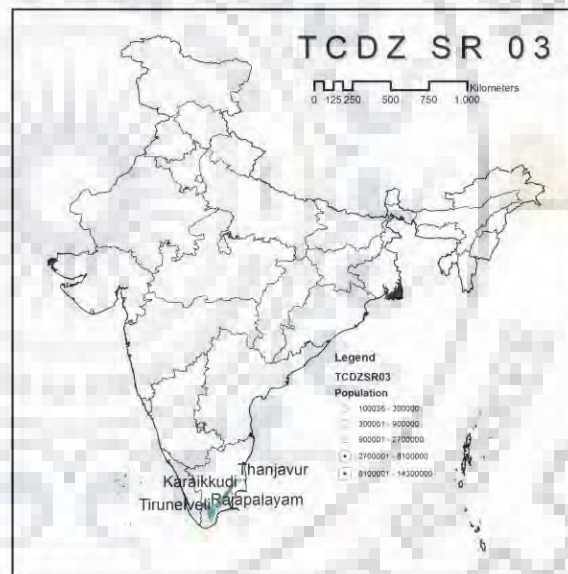 TCDZ SR 03
Kilometers
0 125 250 500 750 1.000
Legend
TCDZSR03
Population
100036 - 300000
300001 - 900000
900001 - 2700000
2700001 - 8100000
8100001 - 14300000
Thanjavur
Karaikkudi
Tirunelveli Rajapalayam